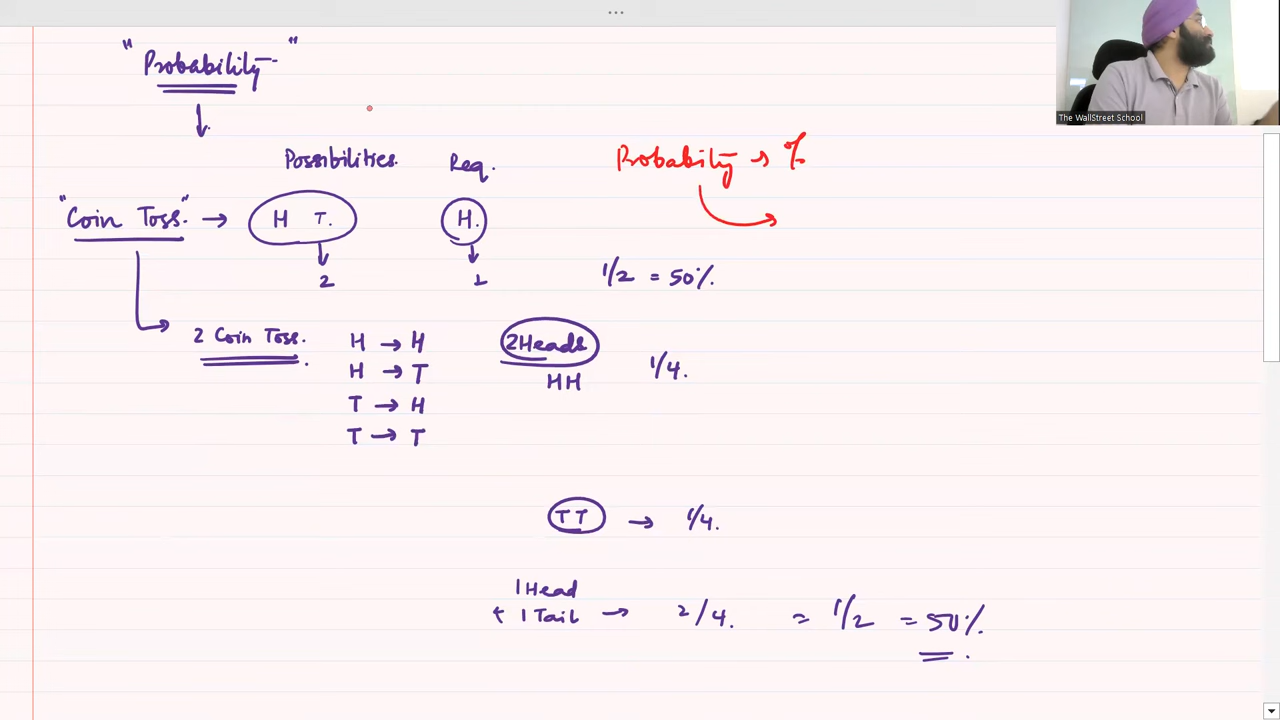 "Probability"
The WallStreet School
Possibilities. Req.
Probability → %
"Coin Toss." → H T. H.
2 1
1/2 = 50%.
2 Coin Toss. H → H 2Heads
H → T HH 1/4.
T → H
T → T
TT → 1/4.
1 Head
+ 1 Tail → 2/4. = 1/2 = 50%.